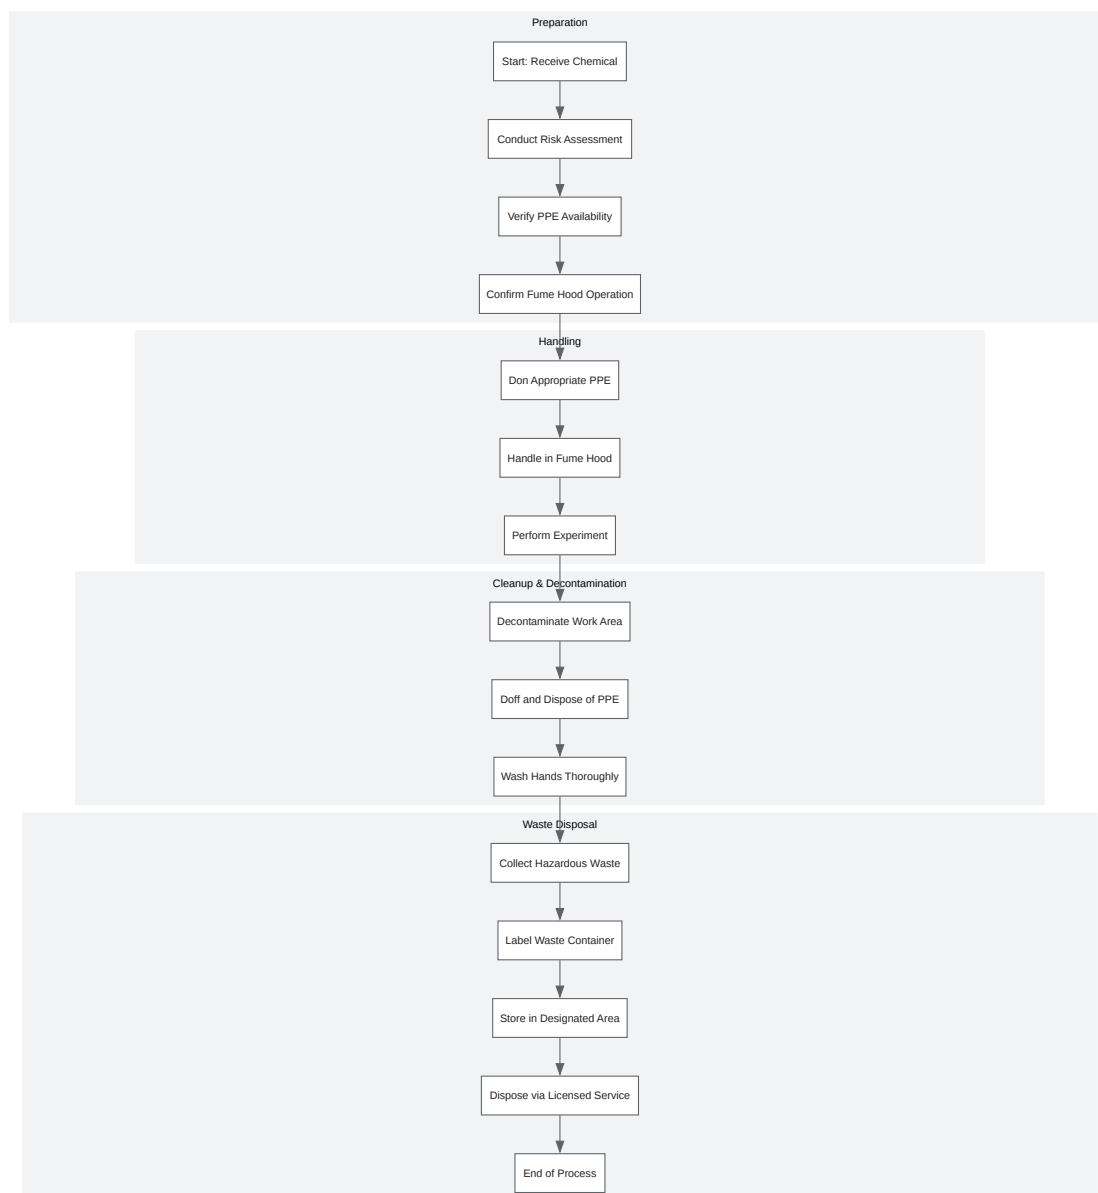 Preparation
Start: Receive Chemical
Conduct Risk Assessment
Verify PPE Availability
Confirm Fume Hood Operation
Handling
Don Appropriate PPE
Handle in Fume Hood
Perform Experiment
Cleanup & Decontamination
Decontaminate Work Area
Doff and Dispose of PPE
Wash Hands Thoroughly
Waste Disposal
Collect Hazardous Waste
Label Waste Container
Store in Designated Area
Dispose via Licensed Service
End of Process